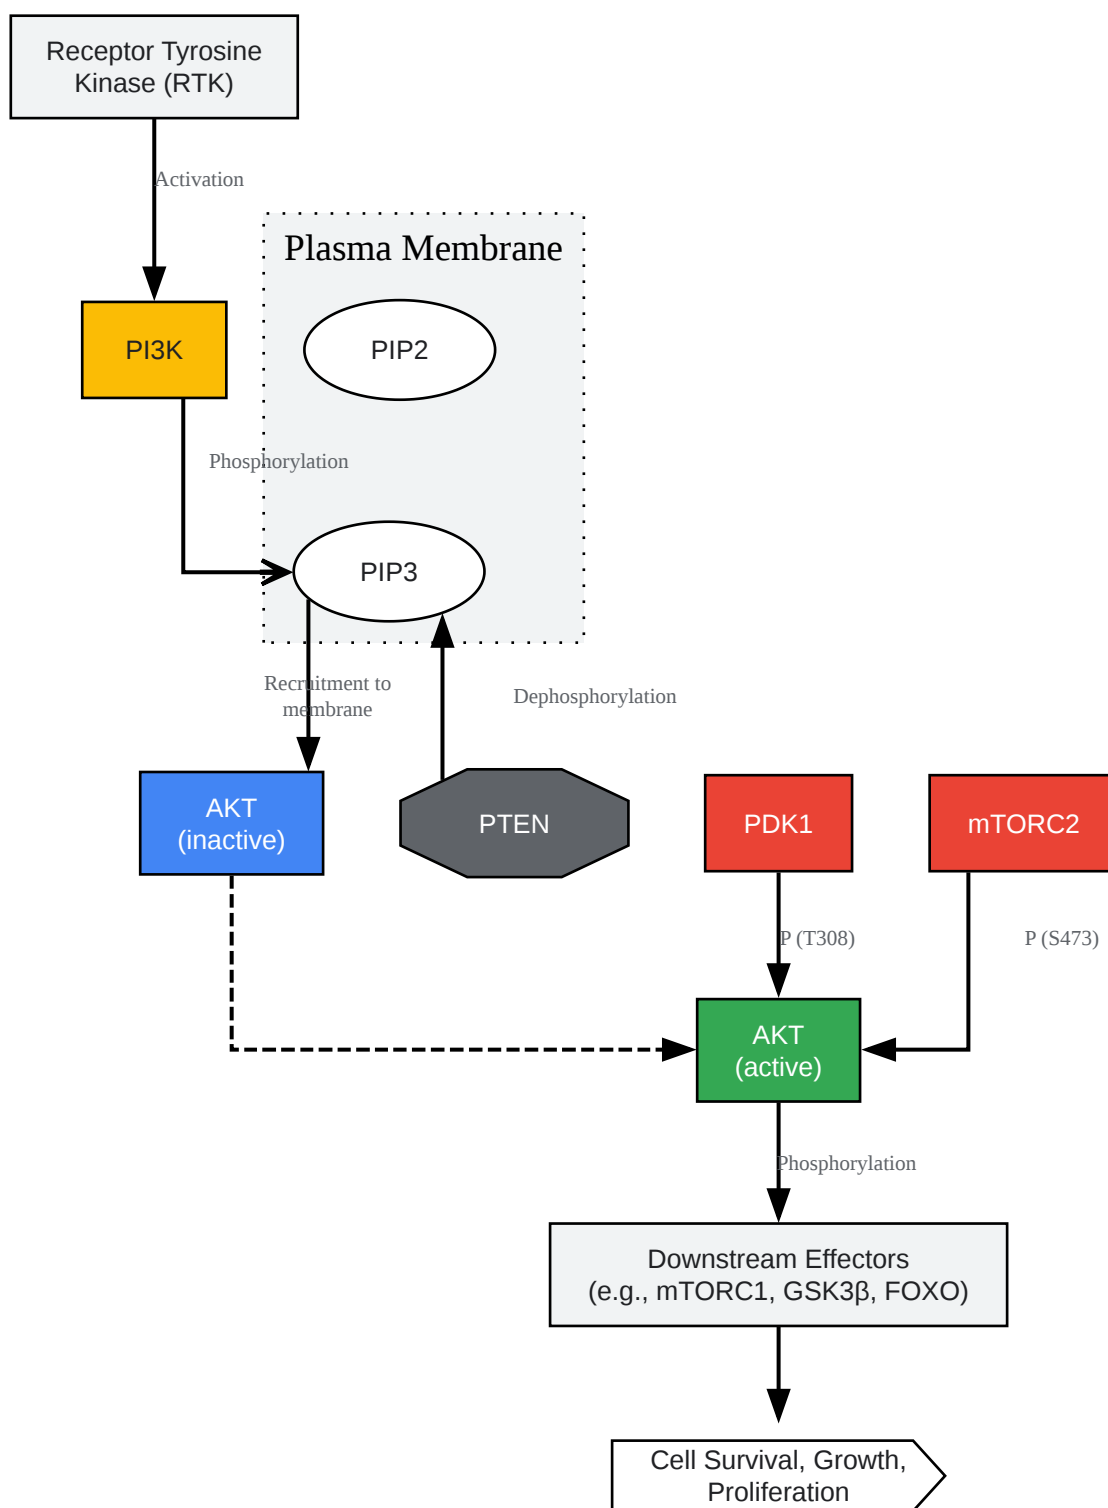 Receptor Tyrosine
Kinase (RTK)
Activation
Plasma Membrane
PI3K
PIP2
Phosphorylation
PIP3
Recruitment to
membrane
Dephosphorylation
AKT
(inactive)
PTEN
PDK1
mTORC2
P (T308)
P (S473)
AKT
(active)
Phosphorylation
Downstream Effectors
(e.g., mTORC1, GSK3β, FOXO)
Cell Survival, Growth,
Proliferation